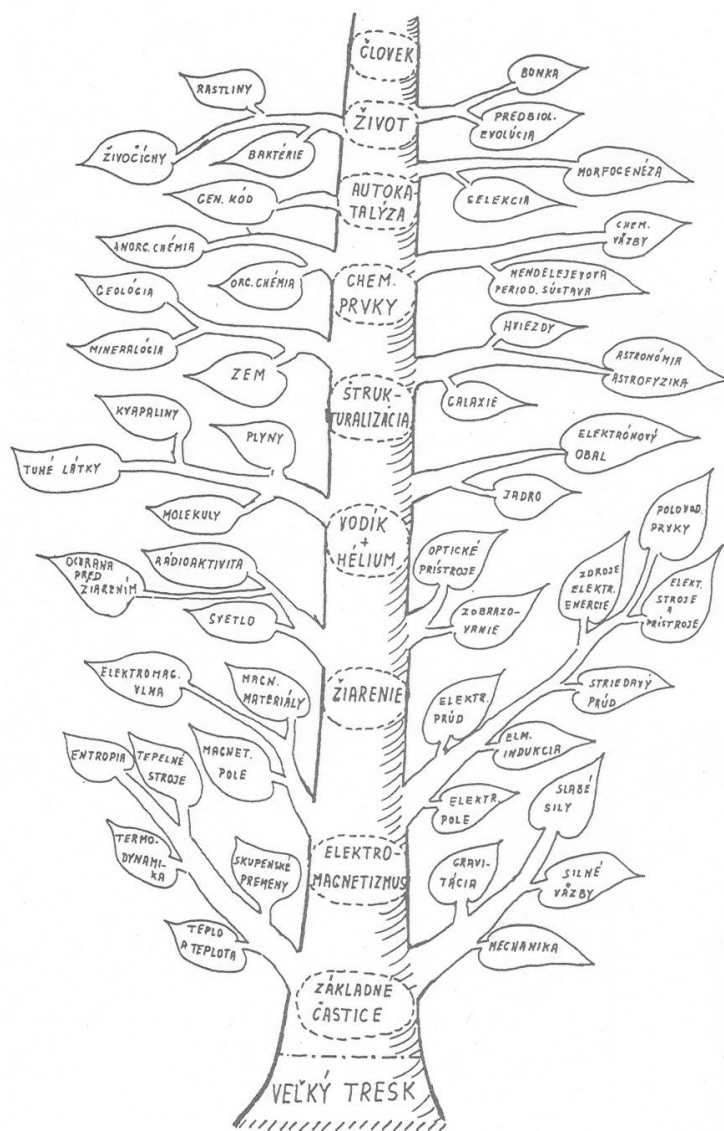 ČLOVEK
BUNKA
RASTLINY
ŽIVOT
PREDBIOL.
EVOLÚCIA
ŽIVOČÍCHY
BAKTÉRIE
MORFOGENÉZA
GEN. KÓD
AUTOKA-
TALÝZA
SELEKCIA
ANORG. CHÉMIA
CHEM.
VÄZBY
ORG. CHÉMIA
CHEM.
PRVKY
MENDELEJEVOVA
PERIOD. SÚSTAVA
GEOLÓGIA
HVIEZDY
MINERALÓGIA
ZEM
ASTRONÓMIA
ASTROFYZIKA
ŠTRUK-
TURALIZÁCIA
GALAXIE
KVAPALINY
PLYNY
TUHÉ LÁTKY
ELEKTRÓNOVÝ
OBAL
JADRO
MOLEKULY
VODÍK
+
HÉLIUM
POLOVOD.
PRVKY
OPTICKÉ
PRÍSTROJE
RÁDIOAKTIVITA
OCHRANA
PRED
ŽIARENÍM
ZDROJE
ELEKTR.
ENERGIE
ELEKT.
STROJE
A
PRÍSTROJE
SVETLO
ZOBRAZO-
VANIE
ELEKTROMAG.
VLNA
MAGN.
MATERIÁLY
ŽIARENIE
ELEKTR.
PRÚD
STRIEDAVÝ
PRÚD
ENTROPIA
TEPELNÉ
STROJE
MAGNET.
POLE
ELM.
INDUKCIA
ELEKTR.
POLE
SLABÉ
SILY
TERMO-
DYNAMI-
KA
SKUPENSKÉ
PREMENY
ELEKTRO-
MAGNETIZMUS
GRAVI-
TÁCIA
SILNÉ
VÄZBY
TEPLO
A TEPLOTA
MECHANIKA
ZÁKLADNÉ
ČASTICE
VEĽKÝ TRESK